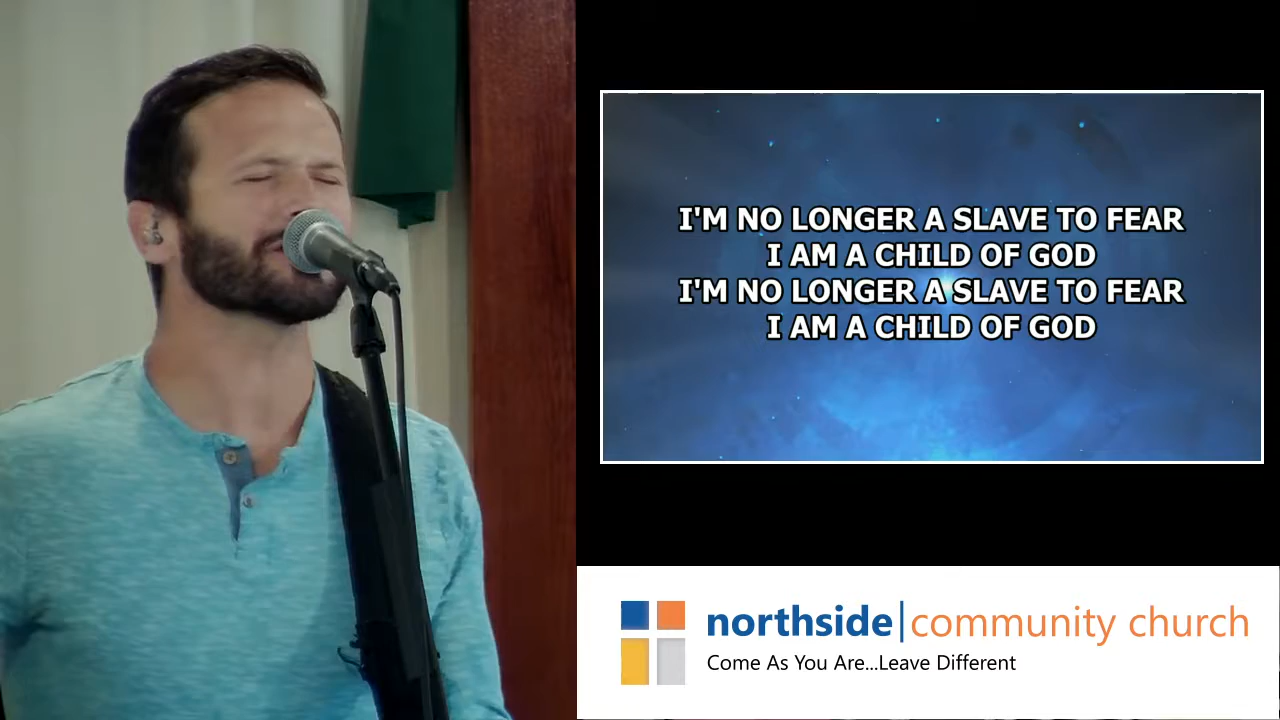 I'M NO LONGER A SLAVE TO FEAR
I AM A CHILD OF GOD
I'M NO LONGER A SLAVE TO FEAR
I AM A CHILD OF GOD
northside|community church
Come As You Are...Leave Different